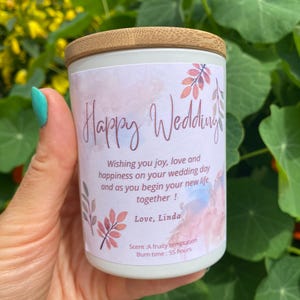 Happy Wedding
Wishing you joy, love and
happiness on your wedding day
and as you begin your new life
together !
Love, Linda
Scent :A fruity temptation
Burn time : 55 hours